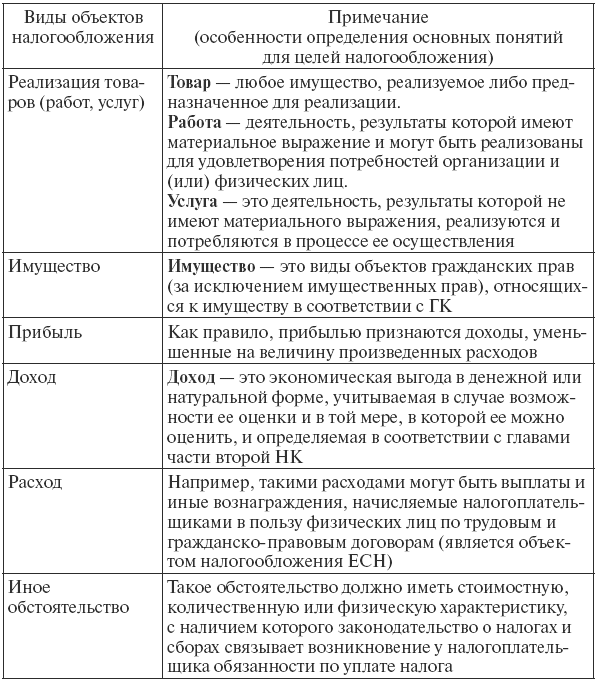 Виды объектов
налогообложения
Примечание
(особенности определения основных понятий
для целей налогообложения)
Реализация това-
ров (работ, услуг)
Товар — любое имущество, реализуемое либо пред-
назначенное для реализации.
Работа — деятельность, результаты которой имеют
материальное выражение и могут быть реализованы
для удовлетворения потребностей организации и
(или) физических лиц.
Услуга — это деятельность, результаты которой не
имеют материального выражения, реализуются и
потребляются в процессе ее осуществления
Имущество
Имущество — это виды объектов гражданских прав
(за исключением имущественных прав), относящих-
ся к имуществу в соответствии с ГК
Прибыль
Как правило, прибылью признаются доходы, умень-
шенные на величину произведенных расходов
Доход
Доход — это экономическая выгода в денежной или
натуральной форме, учитываемая в случае возмож-
ности ее оценки и в той мере, в которой ее можно
оценить, и определяемая в соответствии с главами
части второй НК
Расход
Например, такими расходами могут быть выплаты и
иные вознаграждения, начисляемые налогоплатель-
щиками в пользу физических лиц по трудовым и
гражданско-правовым договорам (является объек-
том налогообложения ЕСН)
Иное
обстоятельство
Такое обстоятельство должно иметь стоимостную,
количественную или физическую характеристику,
с наличием которого законодательство о налогах и
сборах связывает возникновение у налогоплатель-
щика обязанности по уплате налога